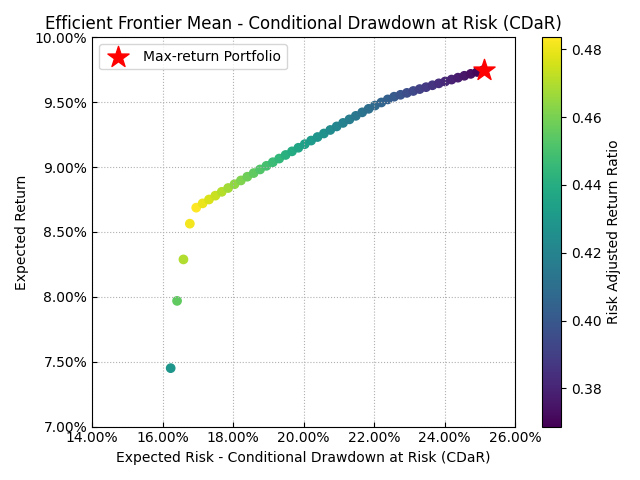 Efficient Frontier Mean - Conditional Drawdown at Risk (CDaR)
Max-return Portfolio
10.00%
9.50%
9.00%
8.50%
8.00%
7.50%
7.00%
Expected Return
14.00% 16.00% 18.00% 20.00% 22.00% 24.00% 26.00%
Expected Risk - Conditional Drawdown at Risk (CDaR)
0.48
0.46
0.44
0.42
0.40
0.38
Risk Adjusted Return Ratio